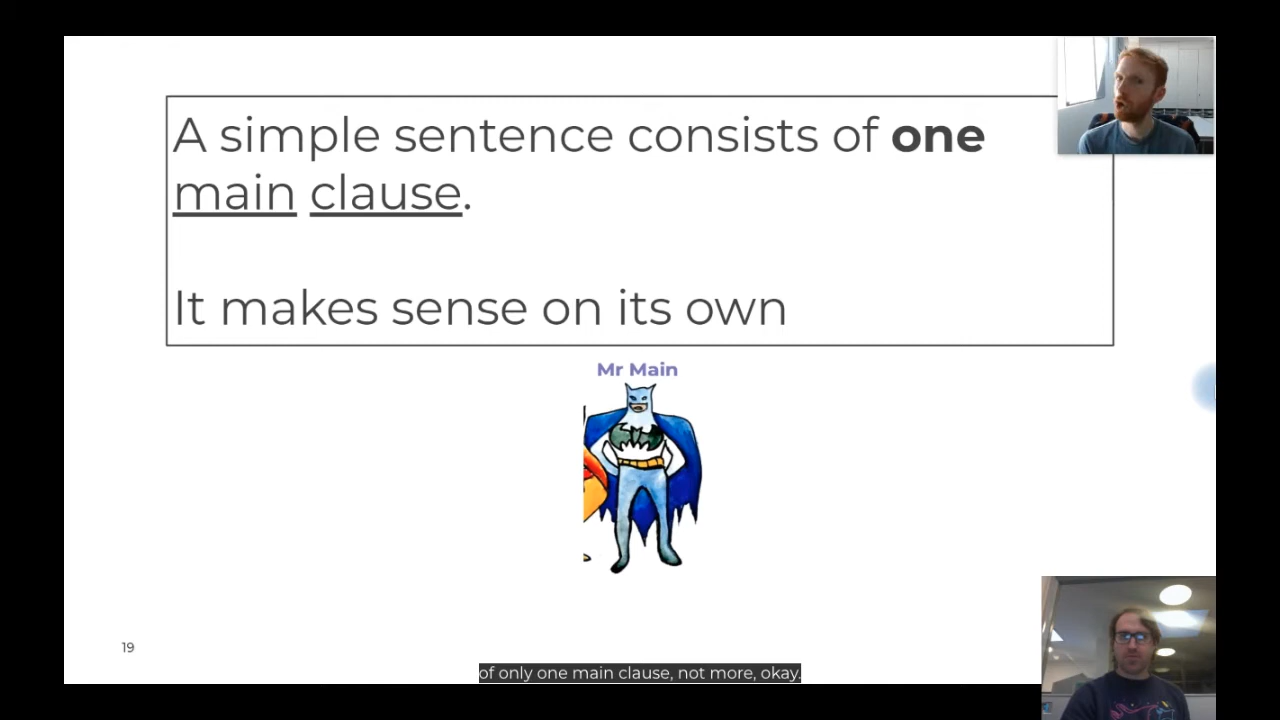 A simple sentence consists of one
main clause.
It makes sense on its own
Mr Main
19
of only one main clause, not more, okay.